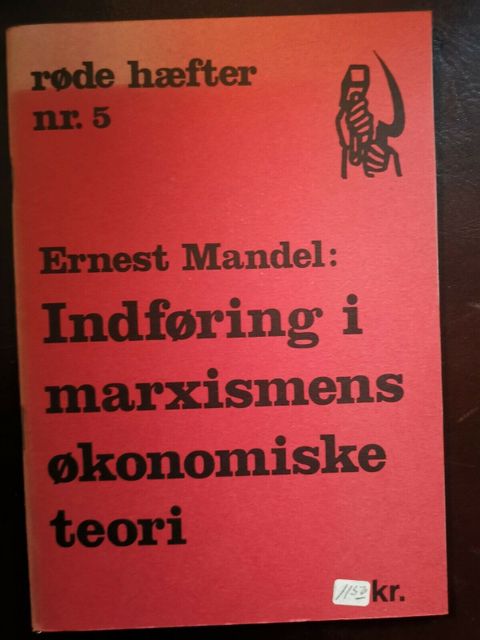 røde hæfter
nr. 5
Ernest Mandel:
Indføring i
marxismens
økonomiske
teori
kr.